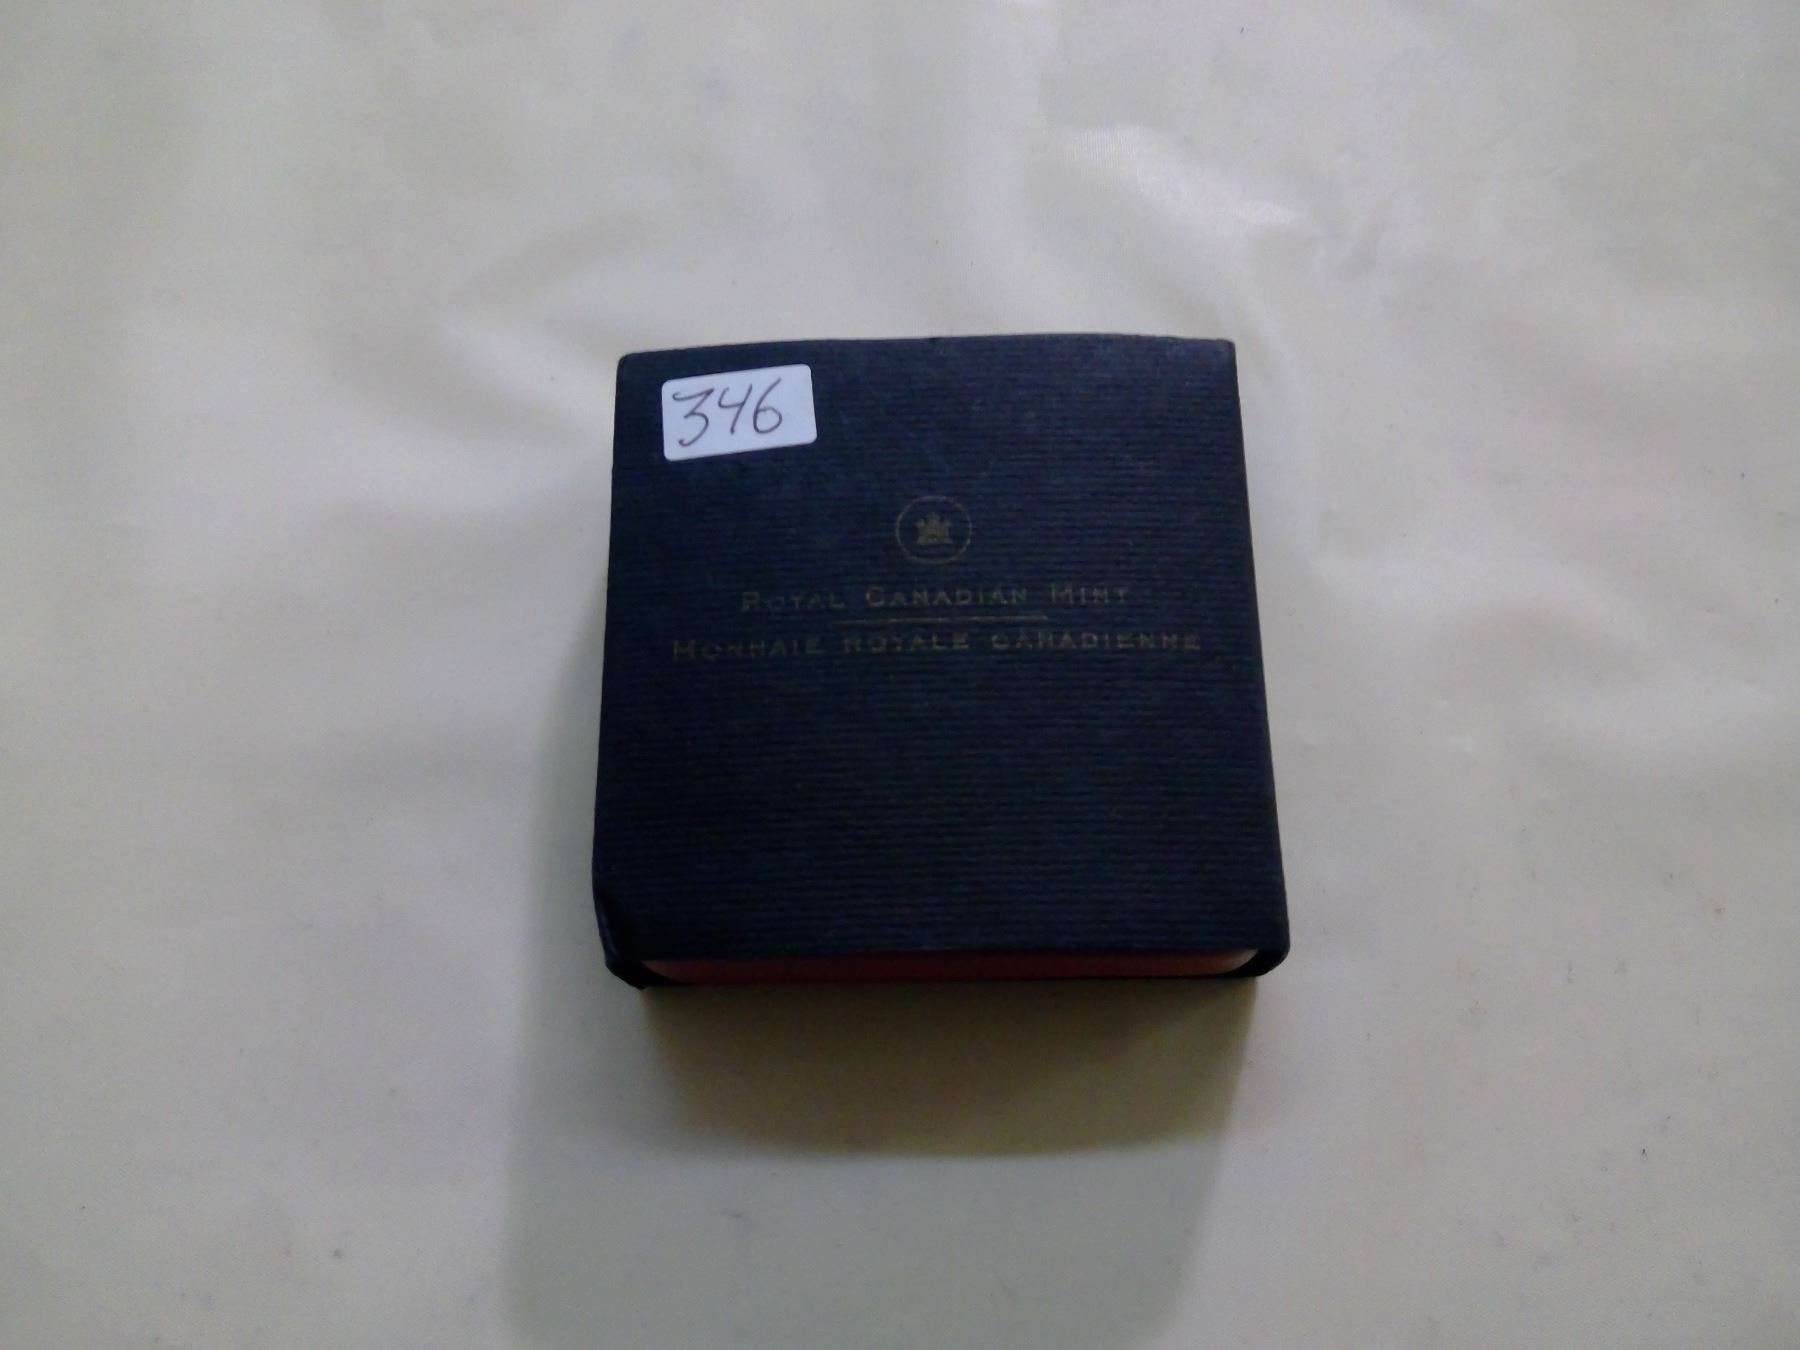 346
ROYAL CANADIAN MINT
MONNAIE ROYALE CANADIENNE